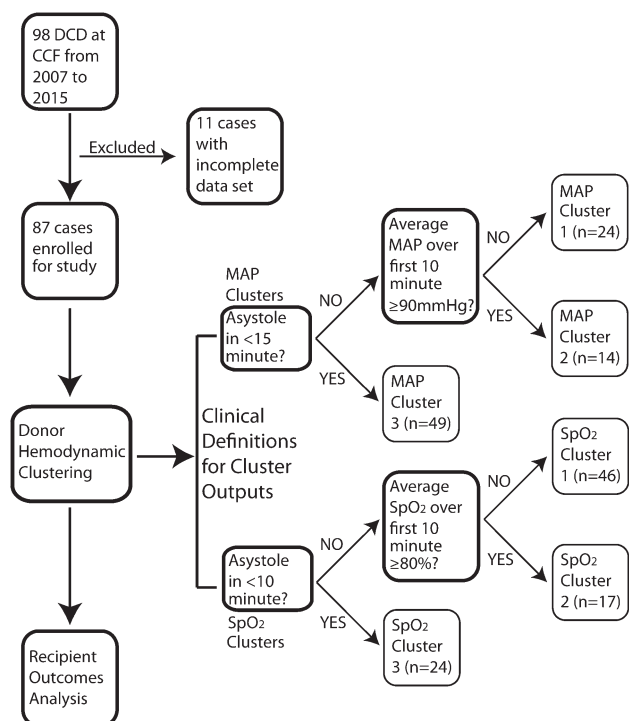 98 DCD at
CCF from
2007 to
2015
Excluded
11 cases
with
incomplete
data set
87 cases
enrolled
for study
Donor
Hemodynamic
Clustering
Recipient
Outcomes
Analysis
Clinical
Definitions
for Cluster
Outputs
MAP
Clusters
Asystole
in <15
minute?
NO
YES
Average
MAP over
first 10
minute
≥90mmHg?
NO
YES
MAP
Cluster
1 (n=24)
MAP
Cluster
2 (n=14)
MAP
Cluster
3 (n=49)
Asystole
in <10
minute?
SpO₂
Clusters
NO
YES
Average
SpO₂ over
first 10
minute
≥80%?
NO
YES
SpO₂
Cluster
1 (n=46)
SpO₂
Cluster
2 (n=17)
SpO₂
Cluster
3 (n=24)